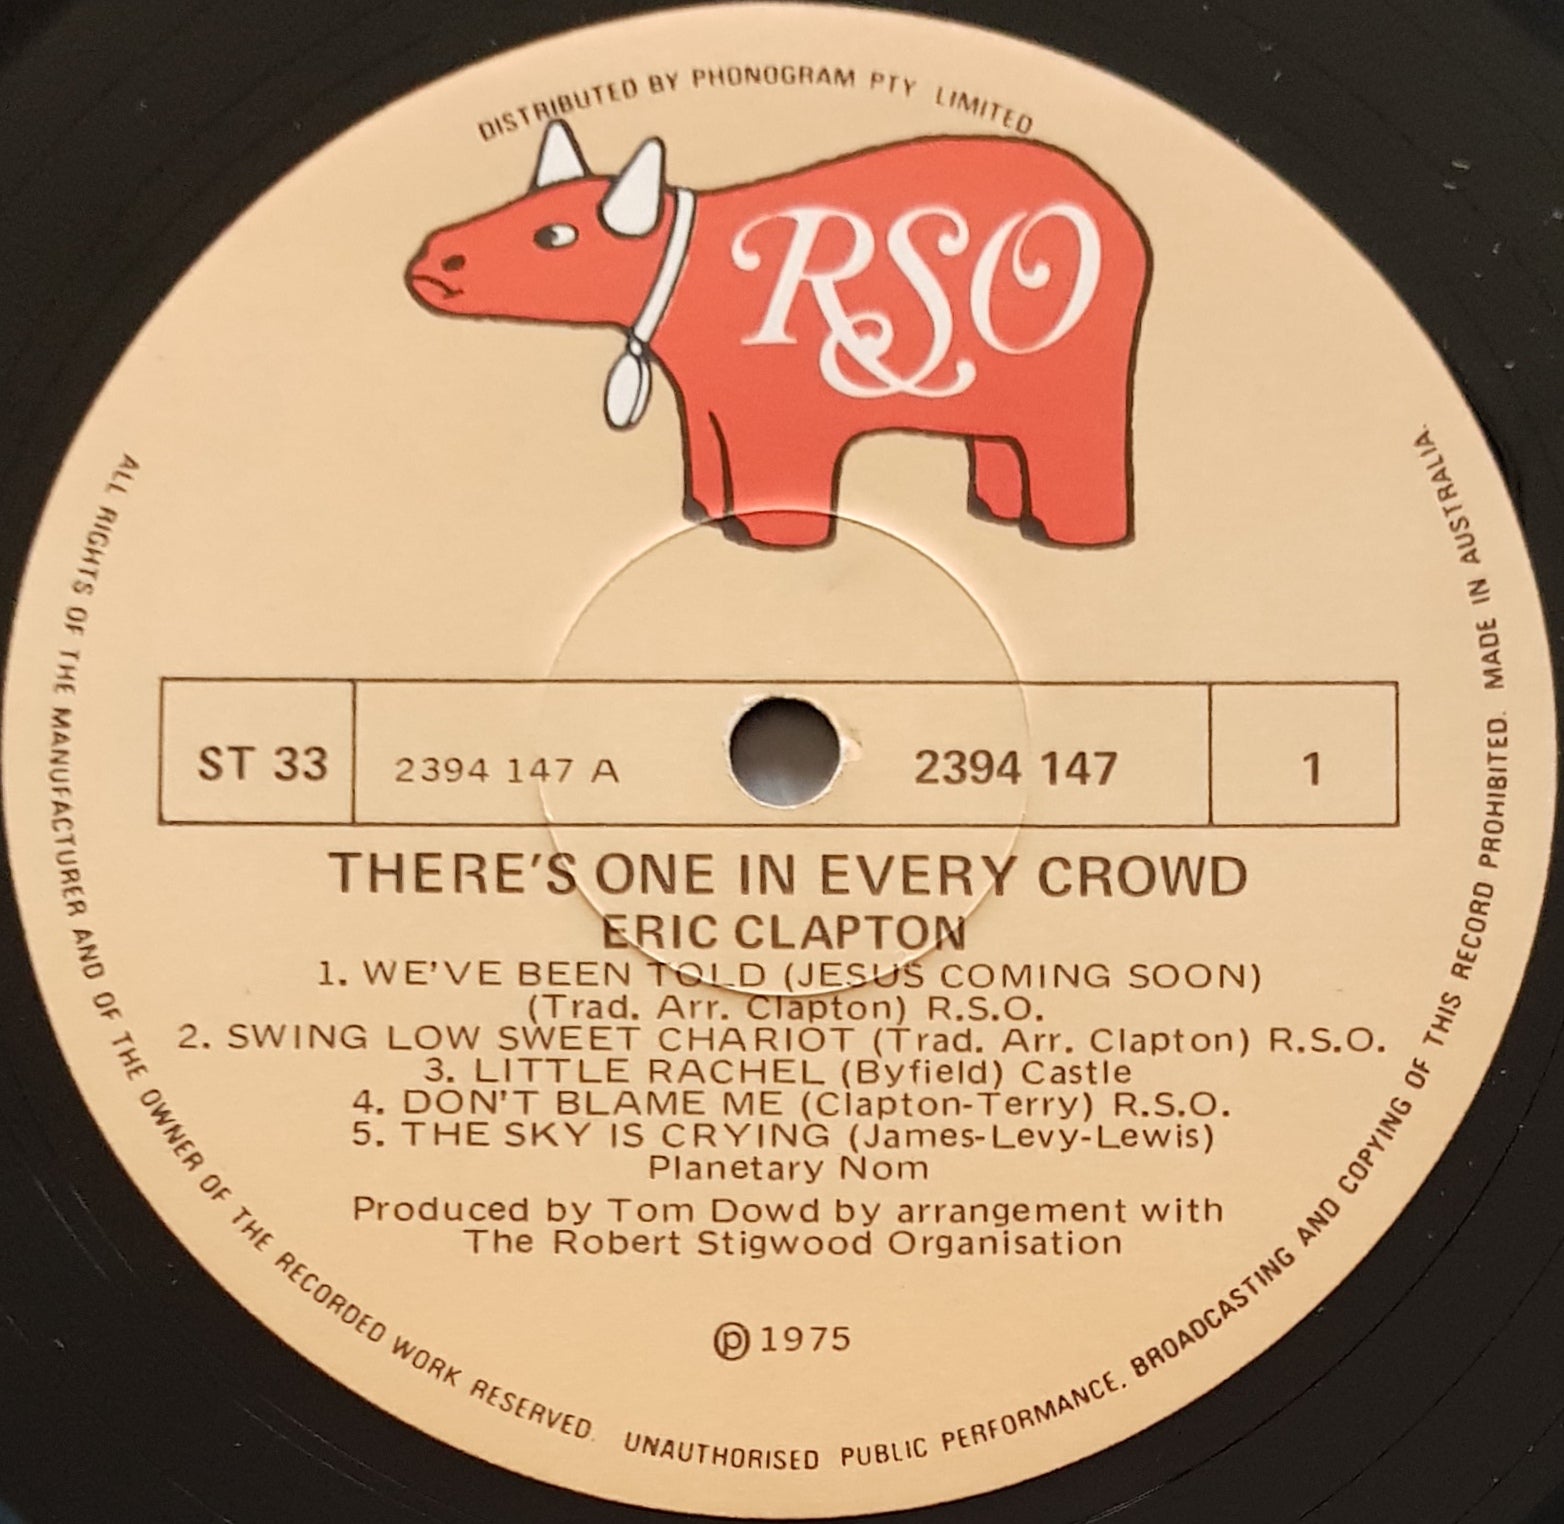 DISTRIBUTED BY PHONOGRAM PTY LIMITED
RSO
ST 33
2394 147 A
2394 147
1
THERE'S ONE IN EVERY CROWD
ERIC CLAPTON
1. WE'VE BEEN TOLD (JESUS COMING SOON)
(Trad. Arr. Clapton) R.S.O.
2. SWING LOW SWEET CHARIOT (Trad. Arr. Clapton) R.S.O.
3. LITTLE RACHEL (Byfield) Castle
4. DON'T BLAME ME (Clapton-Terry) R.S.O.
5. THE SKY IS CRYING (James-Levy-Lewis)
Planetary Nom
Produced by Tom Dowd by arrangement with
The Robert Stigwood Organisation
℗ 1975
ALL RIGHTS OF THE MANUFACTURER AND OF THE OWNER OF THE RECORDED WORK RESERVED. UNAUTHORISED PUBLIC PERFORMANCE, BROADCASTING AND COPYING OF THIS RECORD PROHIBITED. MADE IN AUSTRALIA.